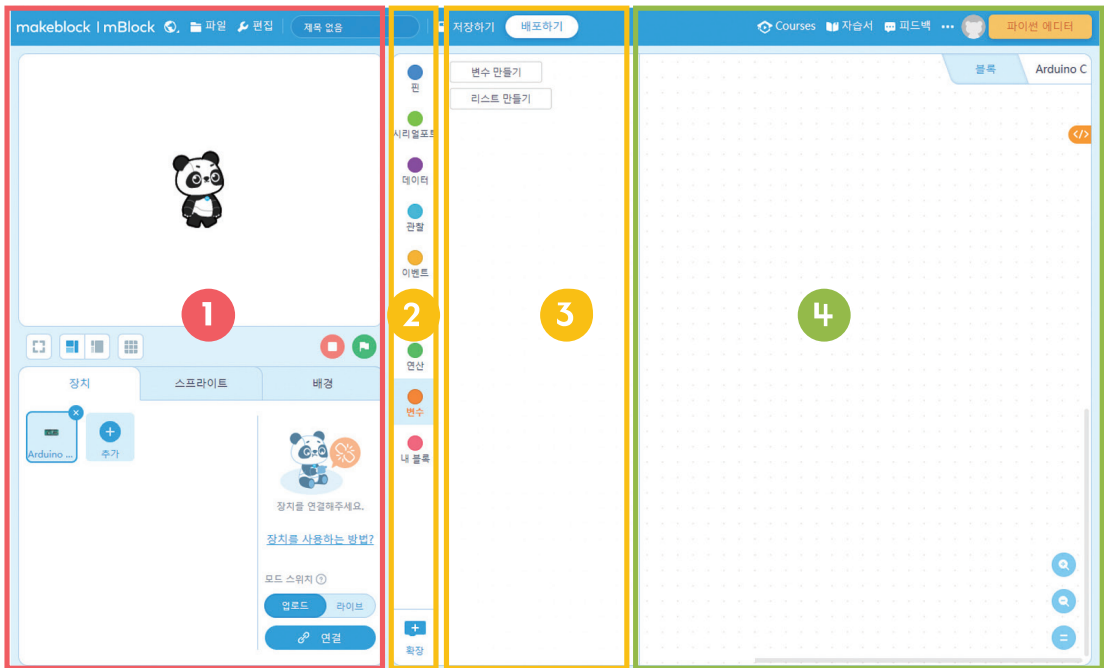 makeblock | mBlock 파일 편집 제목 없음 저장하기 배포하기 Courses 자습서 피드백 파이썬 에디터
1
장치 스프라이트 배경
Arduino ...
추가
장치를 연결해주세요.
장치를 사용하는 방법?
모드 스위치
업로드 라이브
연결
핀
시리얼포트
데이터
관찰
이벤트
2
연산
변수
내 블록
확장
변수 만들기
리스트 만들기
3
블록 Arduino C
</>
4